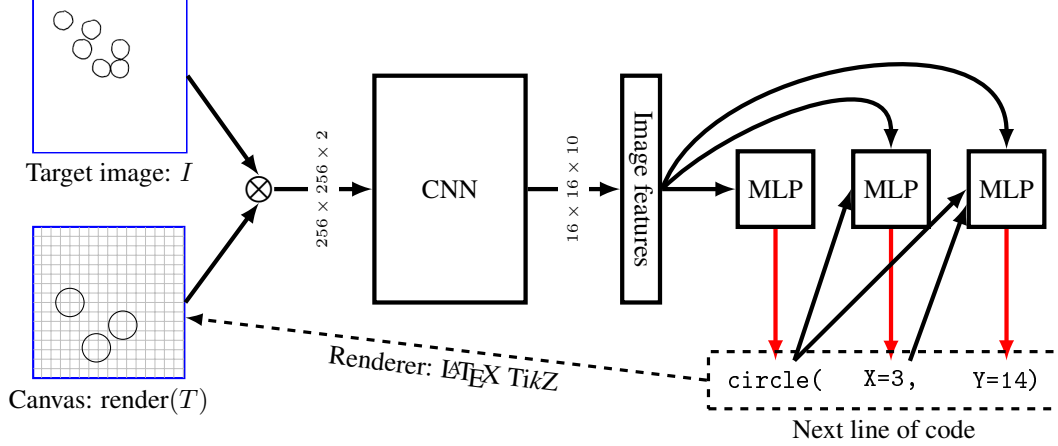 Target image: I
Canvas: render(T)
256 × 256 × 2
CNN
16 × 16 × 10
Image features
MLP
MLP
MLP
Renderer: LATEX TikZ
circle( X=3, Y=14)
Next line of code